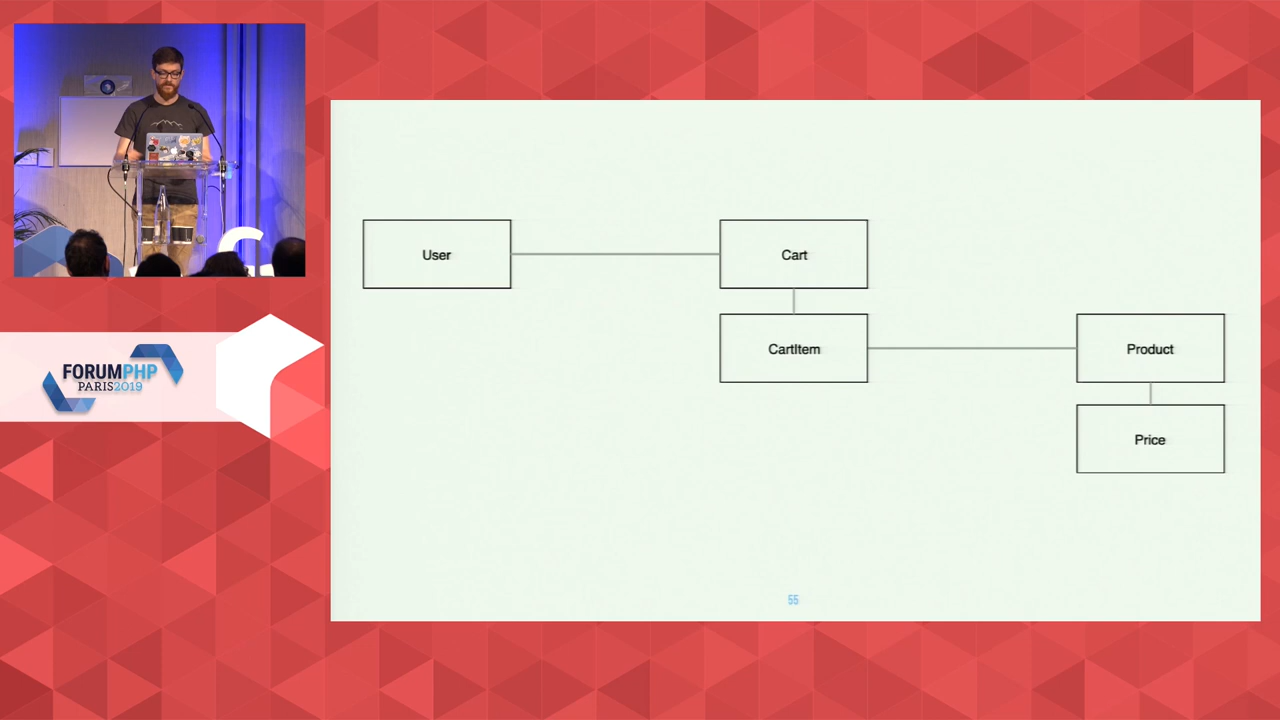 User
Cart
CartItem
Product
Price
55
FORUMPHP
PARIS2019